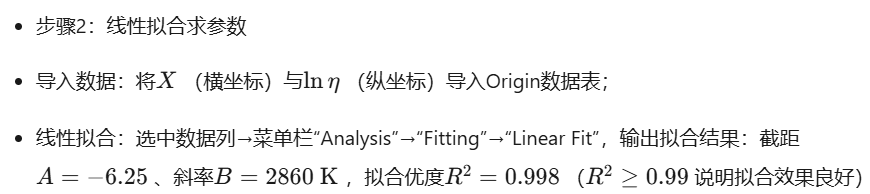 • 步骤2：线性拟合求参数
• 导入数据：将X （横坐标）与ln η （纵坐标）导入Origin数据表；
• 线性拟合：选中数据列→菜单栏“Analysis”→“Fitting”→“Linear Fit”，输出拟合结果：截距
A = −6.25 、斜率B = 2860 K ，拟合优度R² = 0.998 （R² ≥ 0.99 说明拟合效果良好）